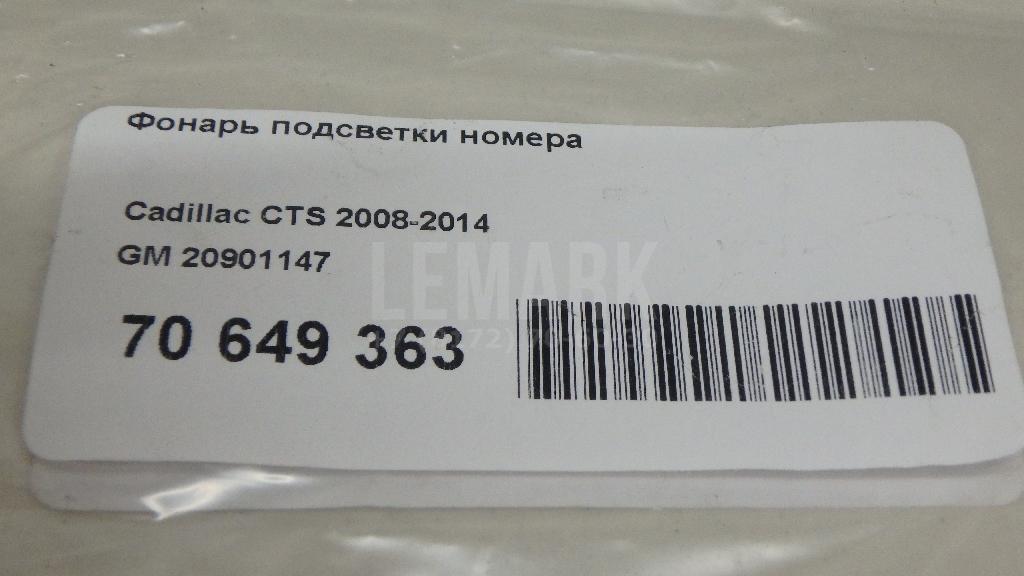 Фонарь подсветки номера
Cadillac CTS 2008-2014
GM 20901147
LEMARK
70 649 363